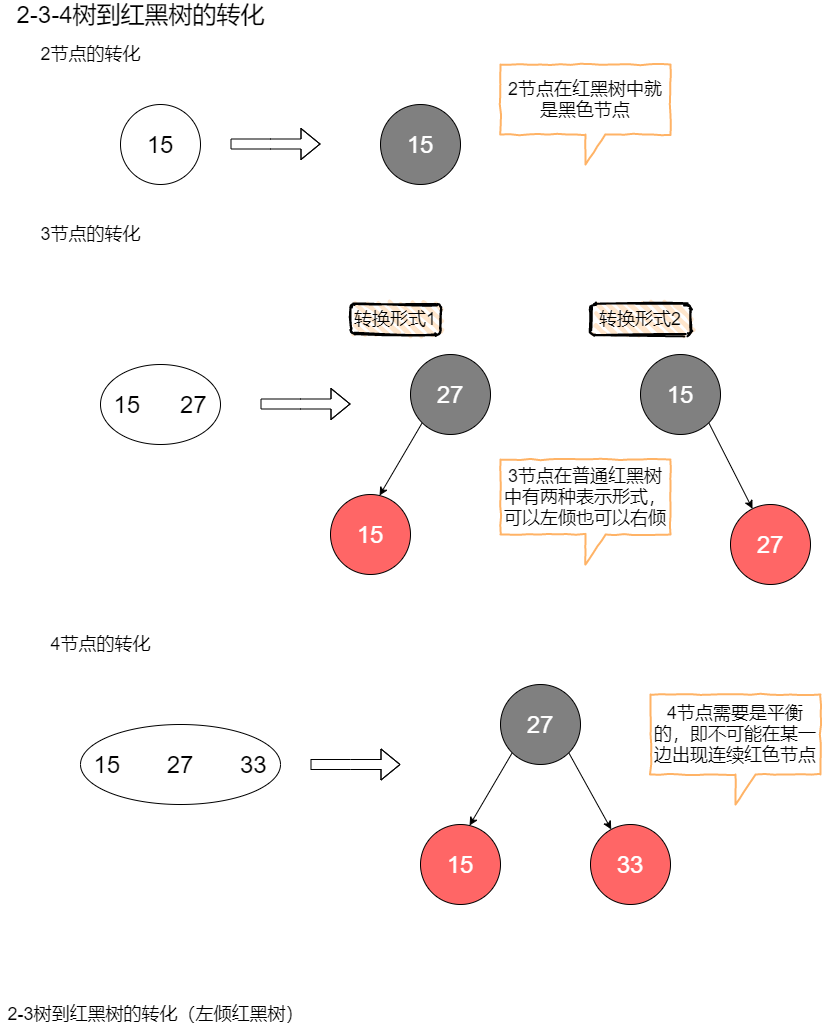 2-3-4树到红黑树的转化
2节点的转化
2节点在红黑树中就
是黑色节点
15
15
3节点的转化
转换形式1
转换形式2
27
15
15 27
3节点在普通红黑树
中有两种表示形式，
可以左倾也可以右倾
15
27
4节点的转化
4节点需要是平衡
的，即不可能在某一
边出现连续红色节点
27
15 27 33
15
33
2-3树到红黑树的转化（左倾红黑树）